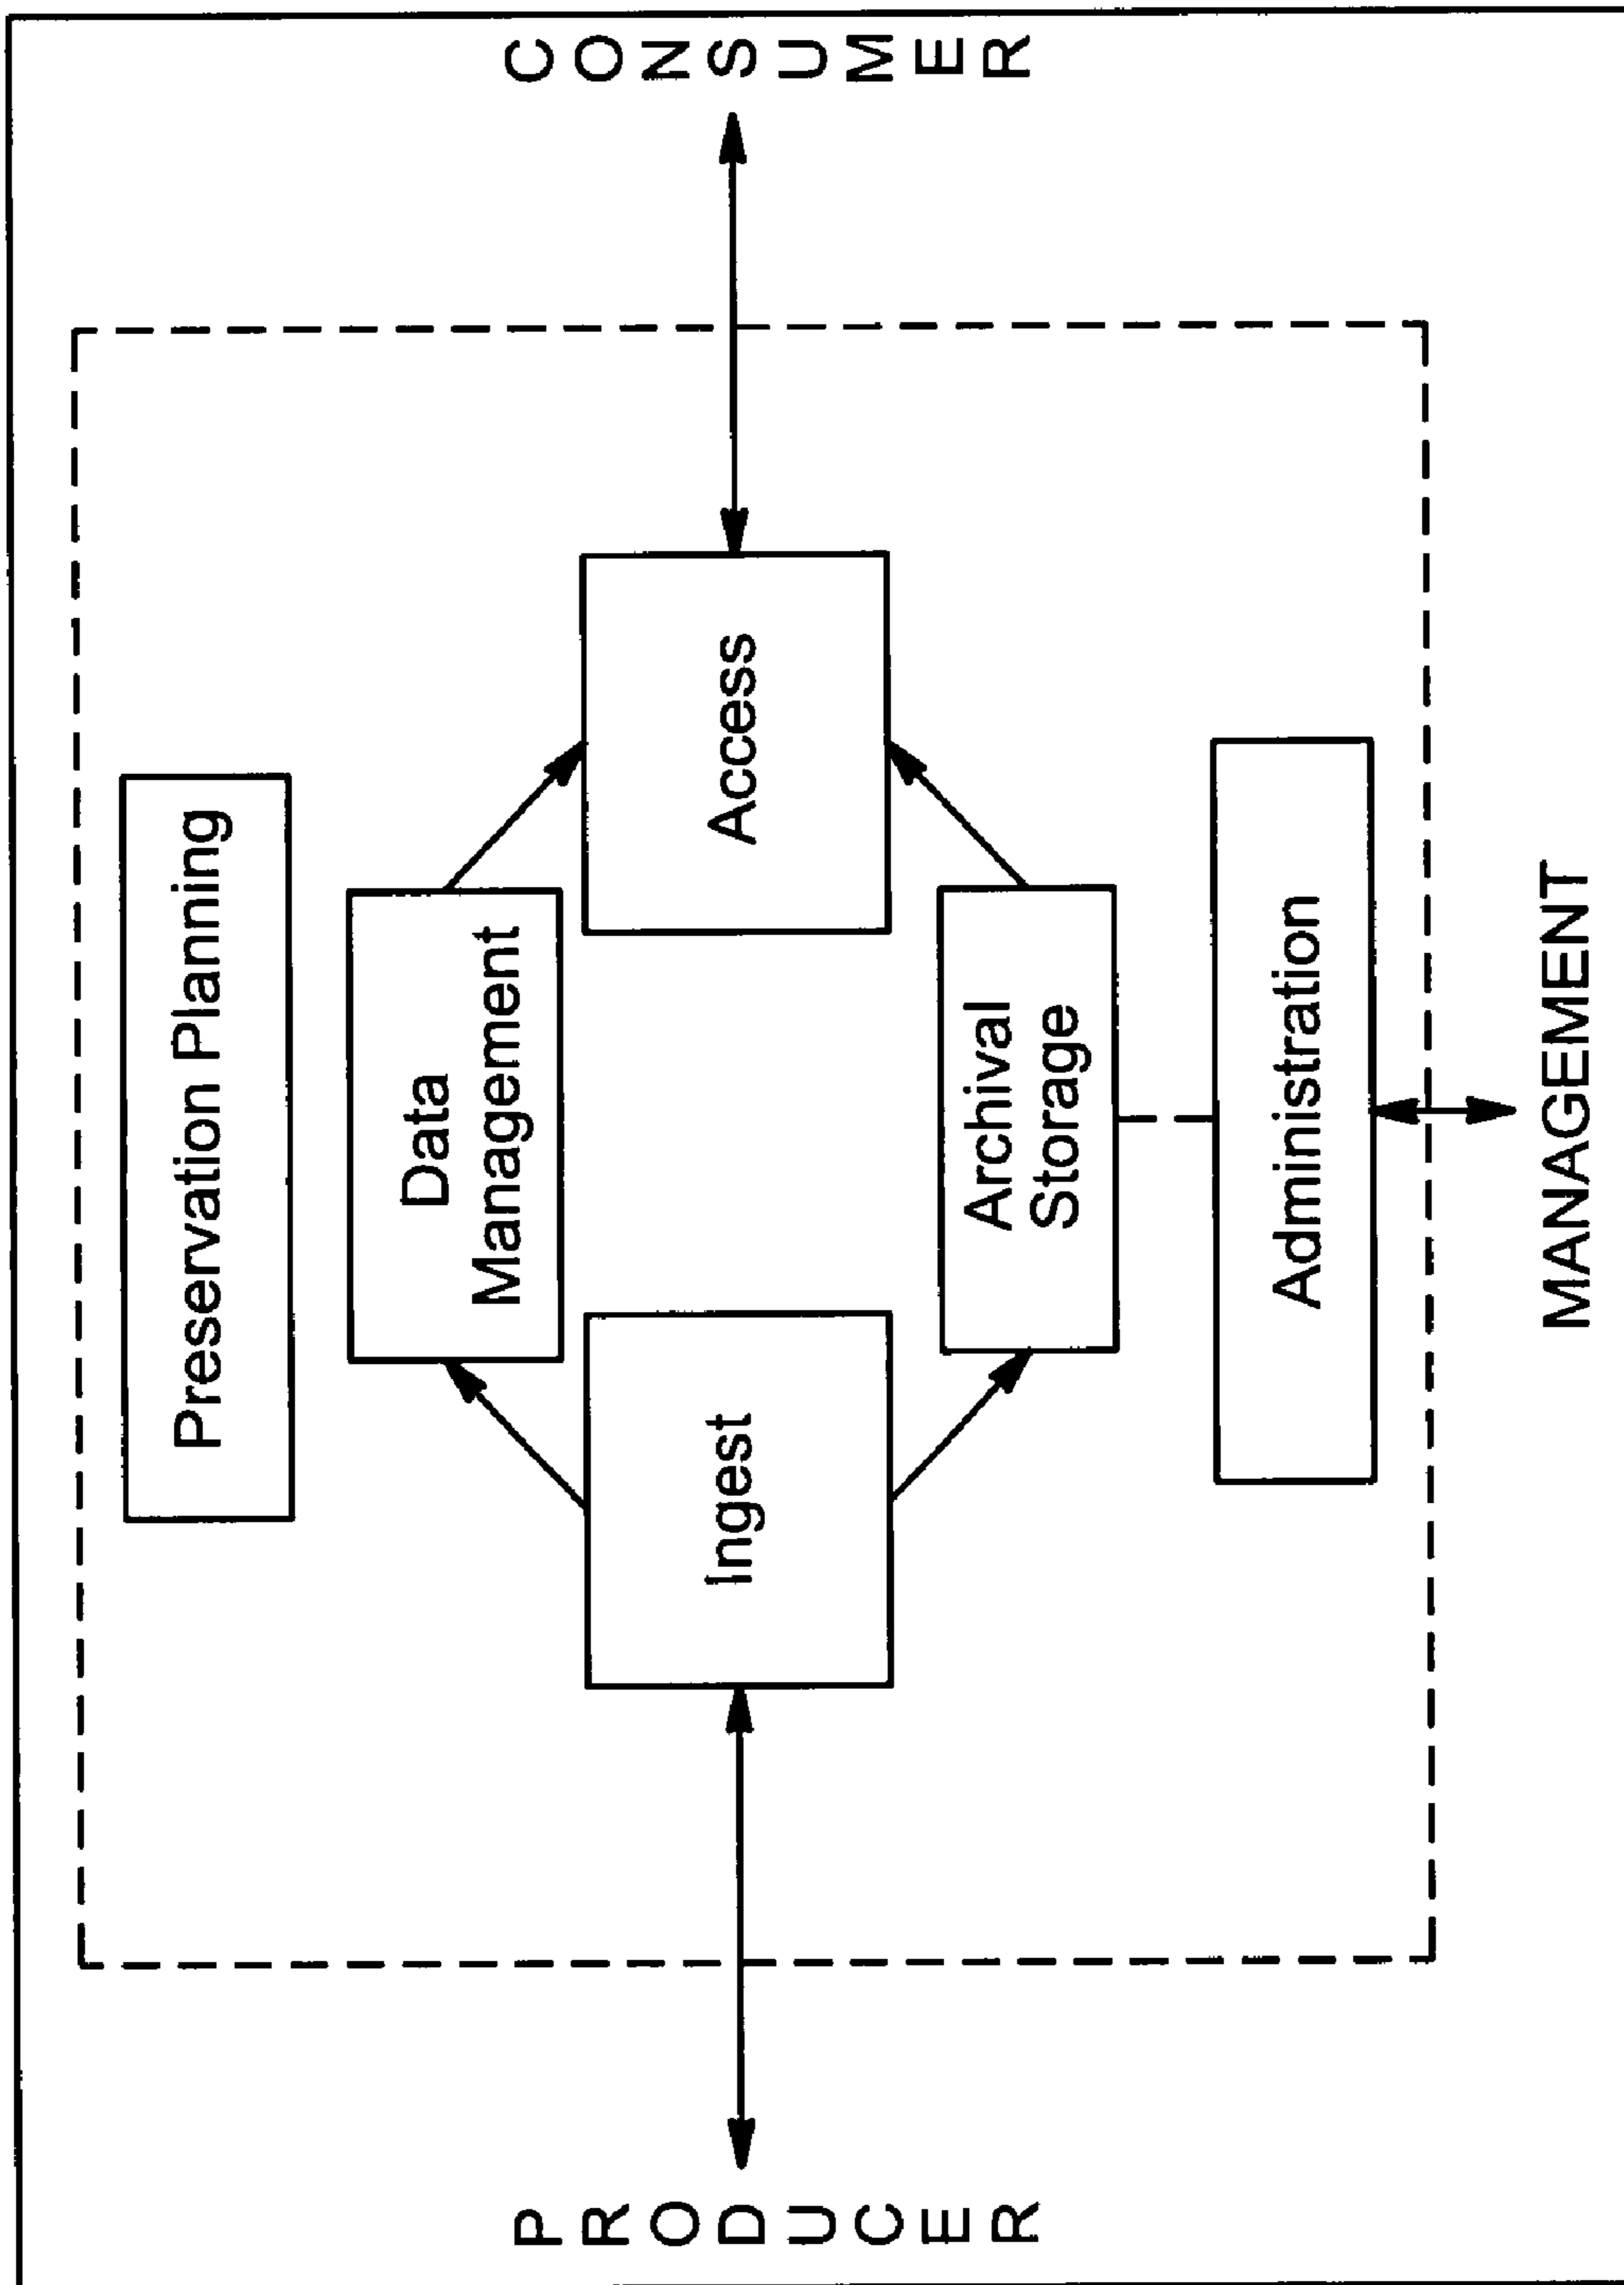 Preservation Planning
Data
Management
PRODUCER
Ingest
Access
CONSUMER
Archival
Storage
Administration
MANAGEMENT